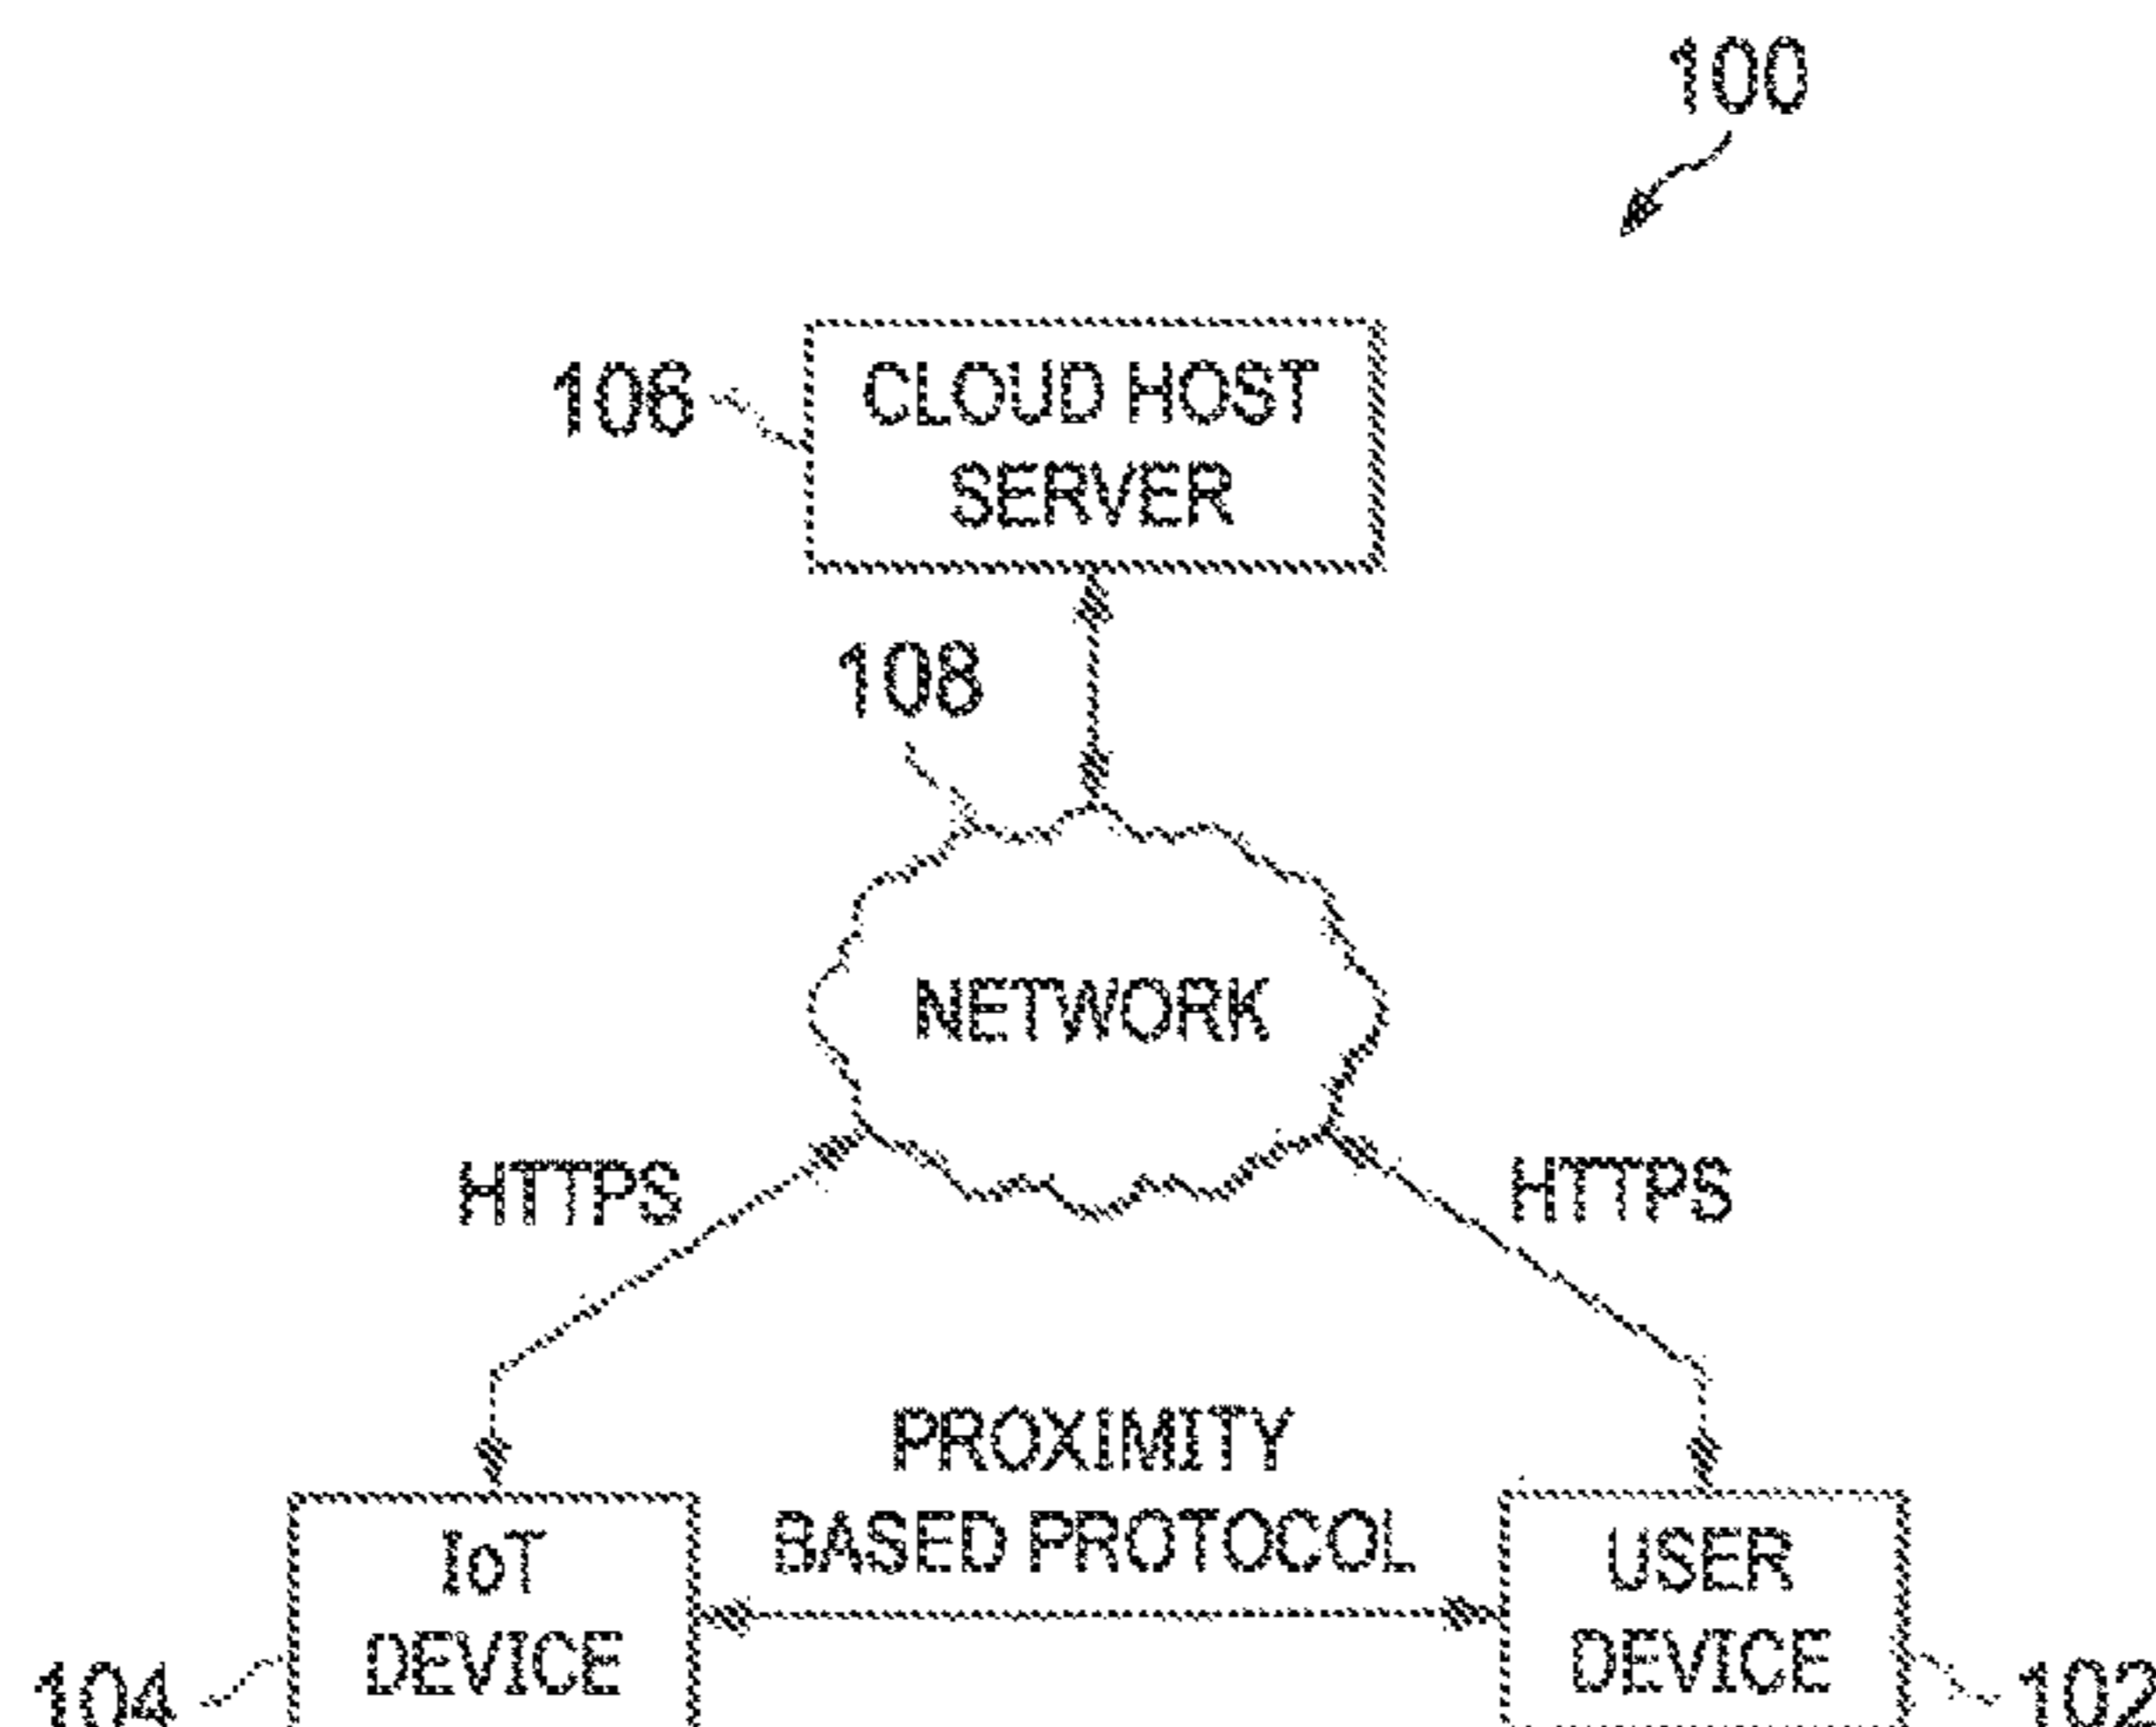 100
106
CLOUD HOST
SERVER
108
NETWORK
HTTPS
HTTPS
PROXIMITY
BASED PROTOCOL
IoT
DEVICE
USER
DEVICE
104
102